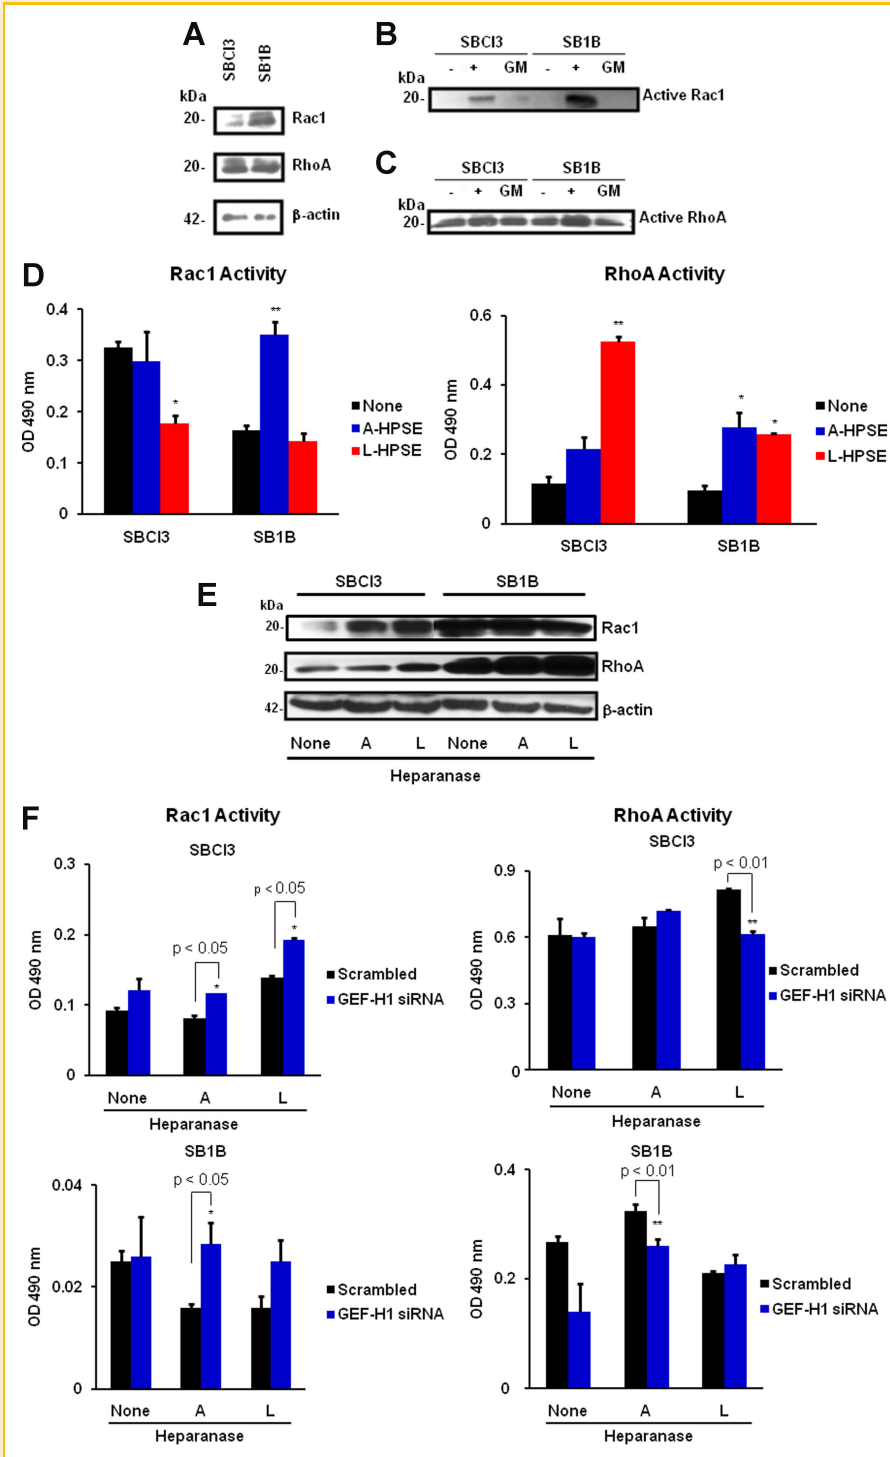 A
SBCl3
SB1B
kDa
20-
Rac1
20-
RhoA
42-
β-actin
B
SBCl3 SB1B
- + GM - + GM
kDa
20-
Active Rac1
C
SBCl3 SB1B
- + GM - + GM
kDa
20-
Active RhoA
D
Rac1 Activity
OD 490 nm
0.4
0.3
0.2
0.1
0
*
**
SBCl3 SB1B
None
A-HPSE
L-HPSE
RhoA Activity
OD 490 nm
0.6
0.4
0.2
0
**
*
*
SBCl3 SB1B
None
A-HPSE
L-HPSE
E
SBCl3 SB1B
kDa
20-
Rac1
20-
RhoA
42-
β-actin
None A L None A L
Heparanase
F
Rac1 Activity
SBCl3
OD 490 nm
0.3
0.2
0.1
0
p < 0.05
*
p < 0.05
*
Scrambled
GEF-H1 siRNA
None A L
Heparanase
RhoA Activity
SBCl3
OD 490 nm
0.9
0.6
0.3
0
p < 0.01
**
Scrambled
GEF-H1 siRNA
None A L
Heparanase
SB1B
OD 490 nm
0.04
0.02
0
p < 0.05
*
Scrambled
GEF-H1 siRNA
None A L
Heparanase
SB1B
OD 490 nm
0.4
0.2
0
p < 0.01
**
Scrambled
GEF-H1 siRNA
None A L
Heparanase